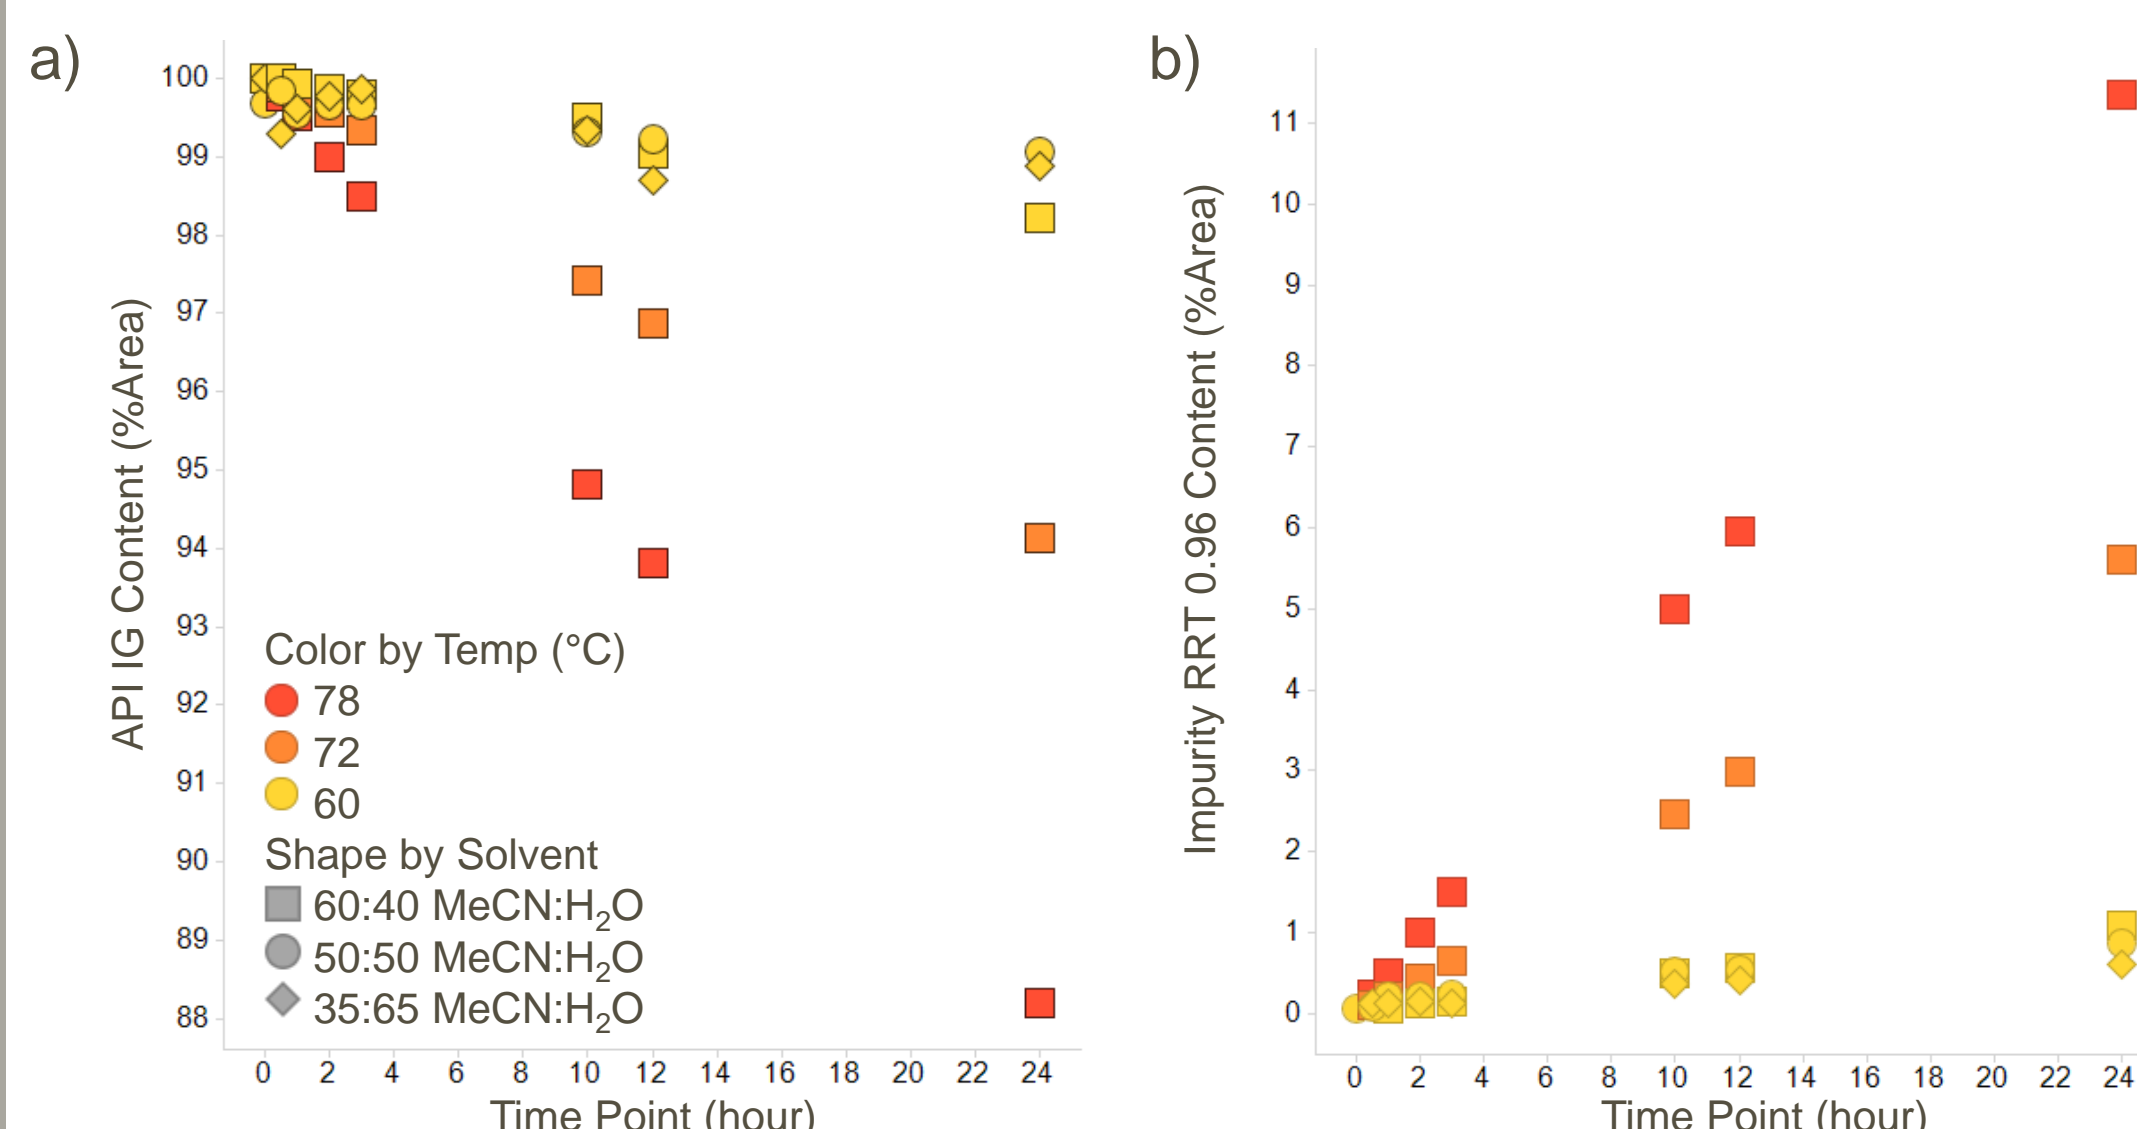 a)
API IG Content (%Area)
100
99
98
97
96
95
94
93
92
91
90
89
88
Color by Temp (°C)
78
72
60
Shape by Solvent
60:40 MeCN:H₂O
50:50 MeCN:H₂O
35:65 MeCN:H₂O
0 2 4 6 8 10 12 14 16 18 20 22 24
Time Point (hour)
b)
Impurity RRT 0.96 Content (%Area)
11
10
9
8
7
6
5
4
3
2
1
0
0 2 4 6 8 10 12 14 16 18 20 22 24
Time Point (hour)